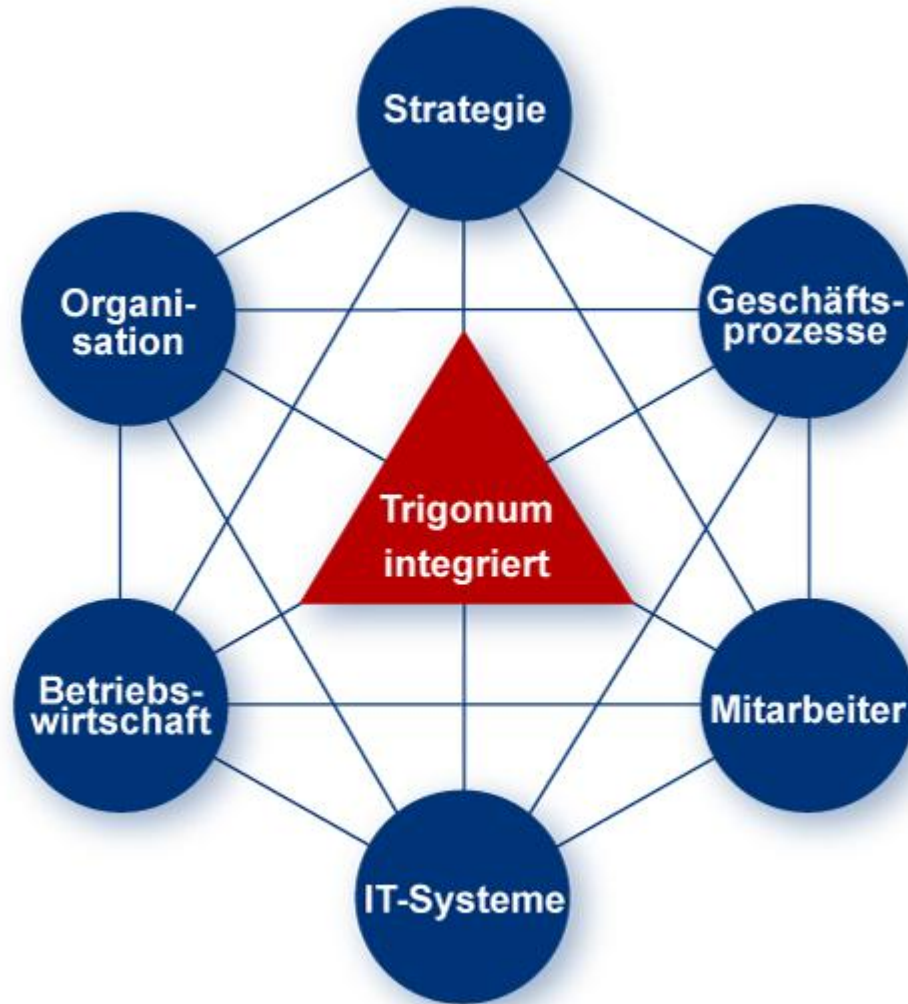 Strategie
Organi-
sation
Geschäfts-
prozesse
Trigonum
integriert
Betriebs-
wirtschaft
Mitarbeiter
IT-Systeme